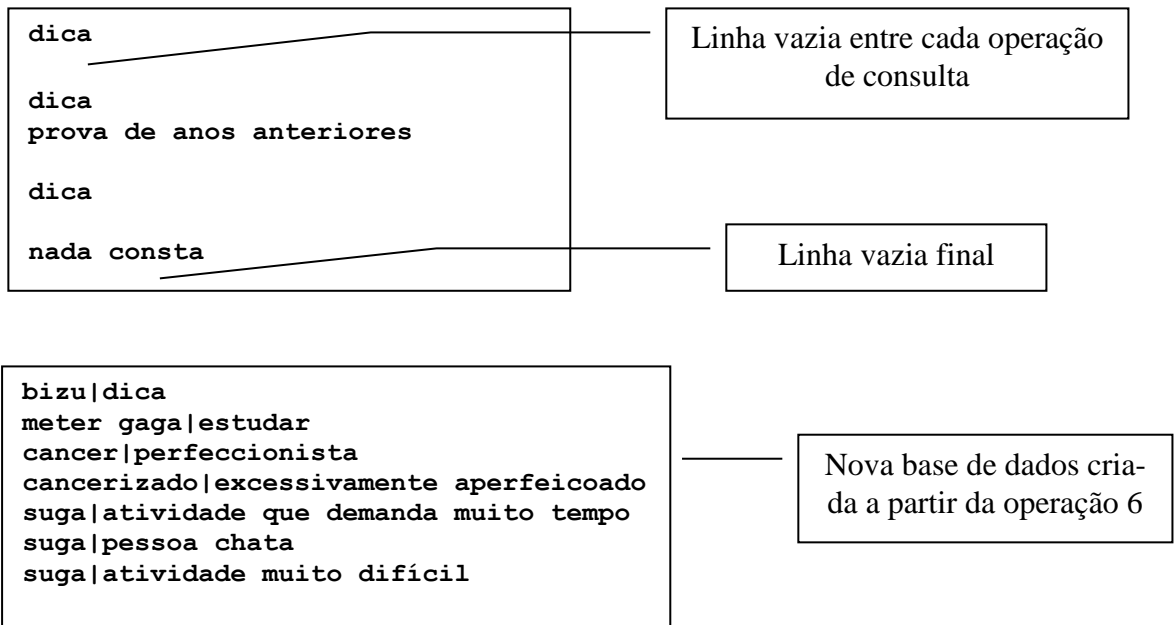 dica
Linha vazia entre cada operação
de consulta
dica
prova de anos anteriores
dica
nada consta
Linha vazia final
bizu|dica
meter gaga|estudar
cancer|perfeccionista
cancerizado|excessivamente aperfeicoado
suga|atividade que demanda muito tempo
suga|pessoa chata
suga|atividade muito difícil
Nova base de dados cria-
da a partir da operação 6